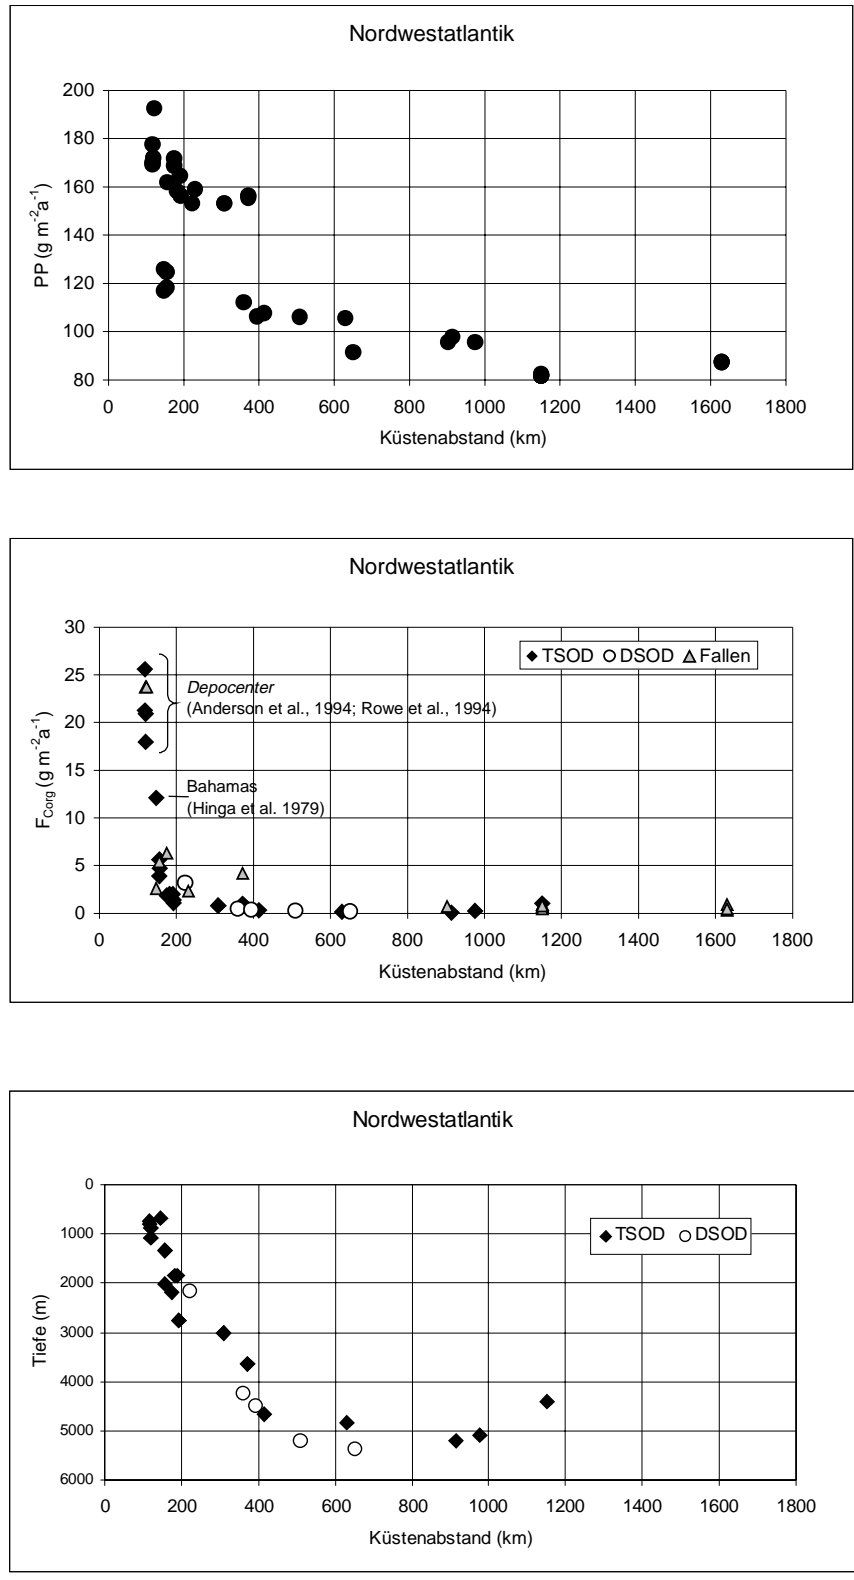 Nordwestatlantik
200
180
160
140
120
100
80
PP (g m⁻²a⁻¹)
0 200 400 600 800 1000 1200 1400 1600 1800
Küstenabstand (km)
Nordwestatlantik
30
25
20
15
10
5
0
F_Corg (g m⁻²a⁻¹)
TSOD DSOD Fallen
Depocenter
(Anderson et al., 1994; Rowe et al., 1994)
Bahamas
(Hinga et al. 1979)
0 200 400 600 800 1000 1200 1400 1600 1800
Küstenabstand (km)
Nordwestatlantik
0
1000
2000
3000
4000
5000
6000
Tiefe (m)
TSOD DSOD
0 200 400 600 800 1000 1200 1400 1600 1800
Küstenabstand (km)